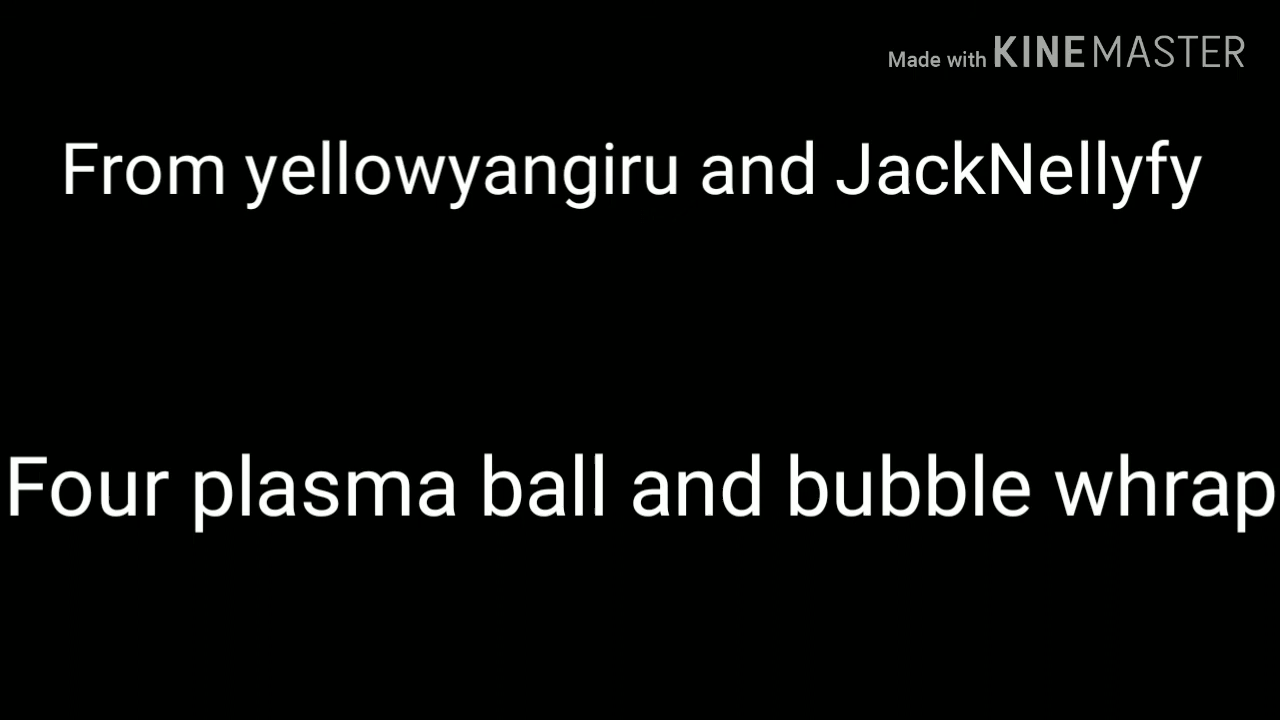 Made with KINEMASTER
From yellowyangiru and JackNellyfy
Four plasma ball and bubble whrap